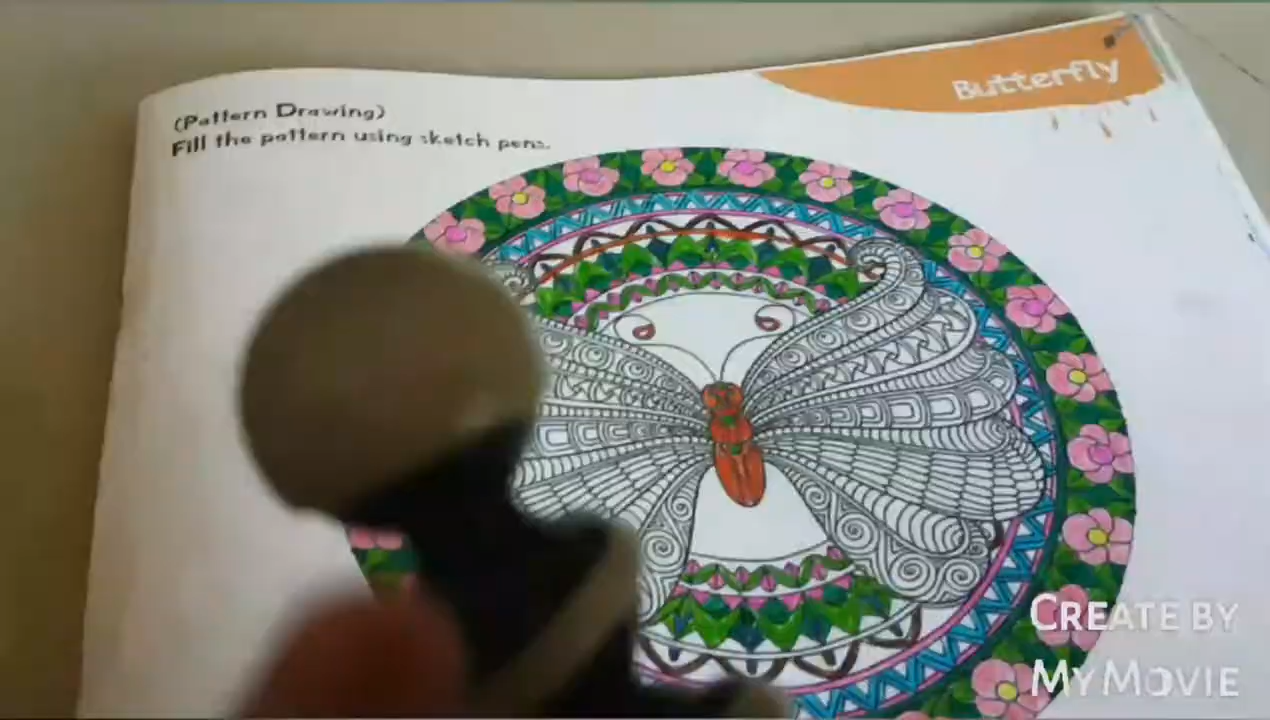 Butterfly
(Pattern Drawing)
Fill the pattern using sketch pens.
CREATE BY
MYMOVIE